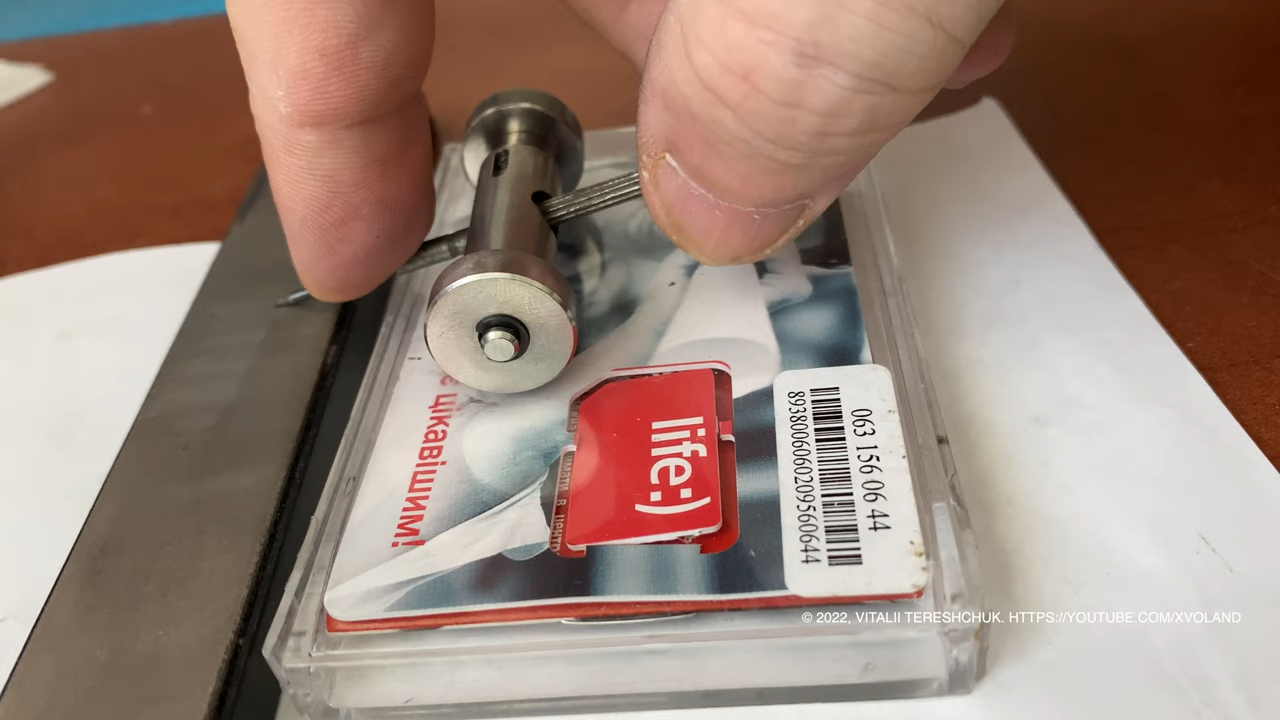 є цікавішим!
life:)
063 156 06 44
8938006060209560644
© 2022, VITALII TERESHCHUK. HTTPS://YOUTUBE.COM/XVOLAND